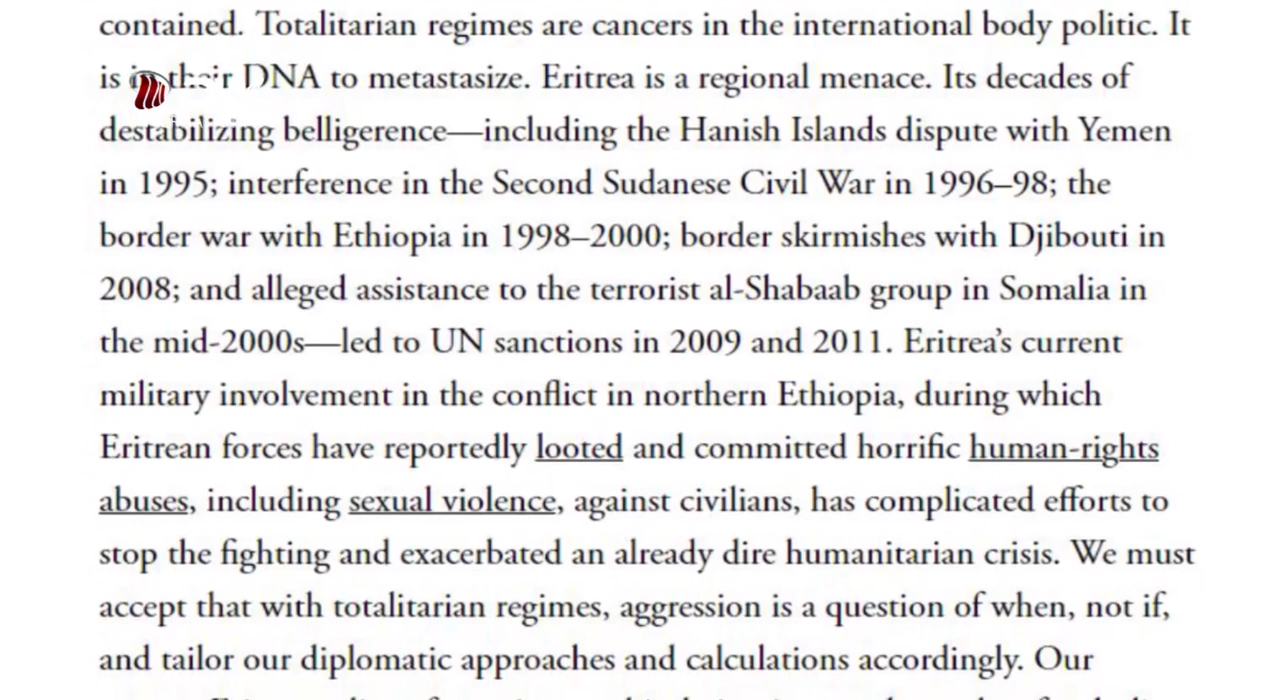 contained. Totalitarian regimes are cancers in the international body politic. It
is in their DNA to metastasize. Eritrea is a regional menace. Its decades of
destabilizing belligerence—including the Hanish Islands dispute with Yemen
in 1995; interference in the Second Sudanese Civil War in 1996–98; the
border war with Ethiopia in 1998–2000; border skirmishes with Djibouti in
2008; and alleged assistance to the terrorist al-Shabaab group in Somalia in
the mid-2000s—led to UN sanctions in 2009 and 2011. Eritrea’s current
military involvement in the conflict in northern Ethiopia, during which
Eritrean forces have reportedly looted and committed horrific human-rights
abuses, including sexual violence, against civilians, has complicated efforts to
stop the fighting and exacerbated an already dire humanitarian crisis. We must
accept that with totalitarian regimes, aggression is a question of when, not if,
and tailor our diplomatic approaches and calculations accordingly. Our